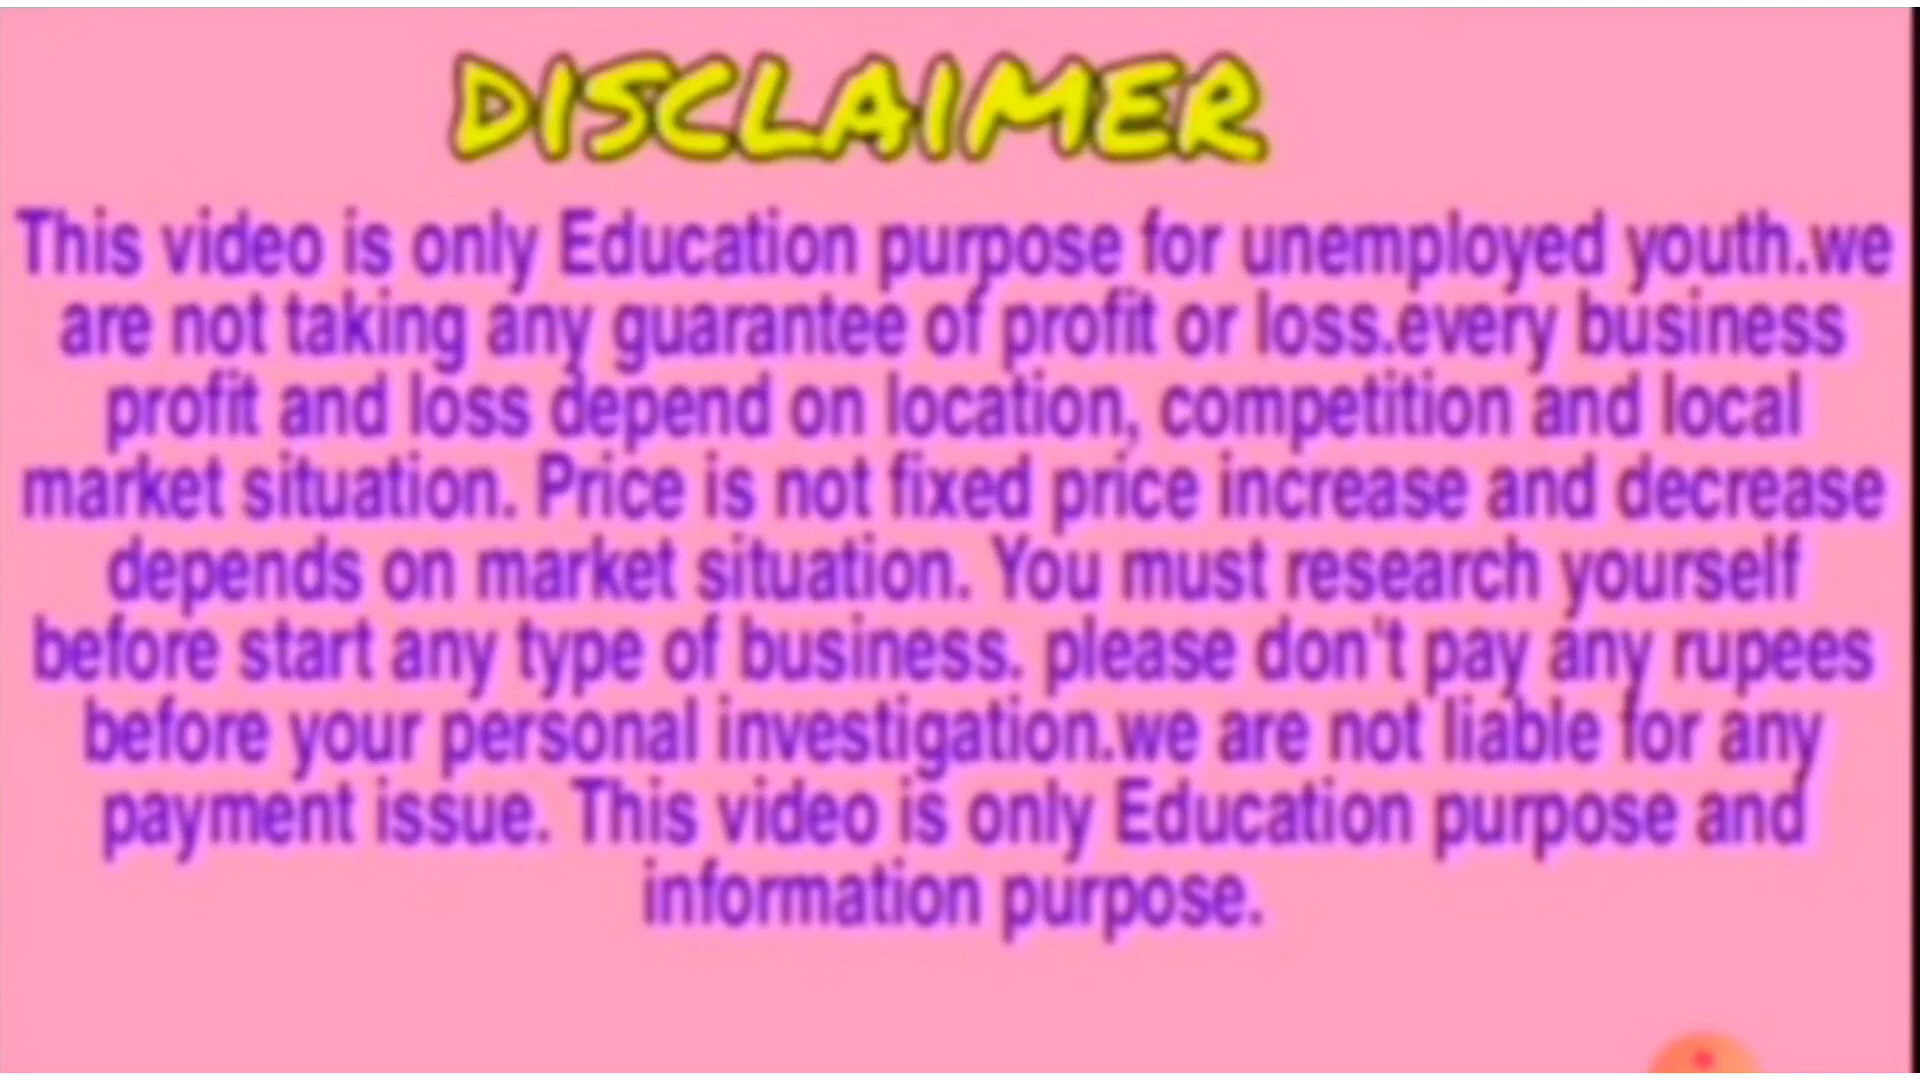 DISCLAIMER
This video is only Education purpose for unemployed youth.we
are not taking any guarantee of profit or loss.every business
profit and loss depend on location, competition and local
market situation. Price is not fixed price increase and decrease
depends on market situation. You must research yourself
before start any type of business. please don't pay any rupees
before your personal investigation.we are not liable for any
payment issue. This video is only Education purpose and
information purpose.